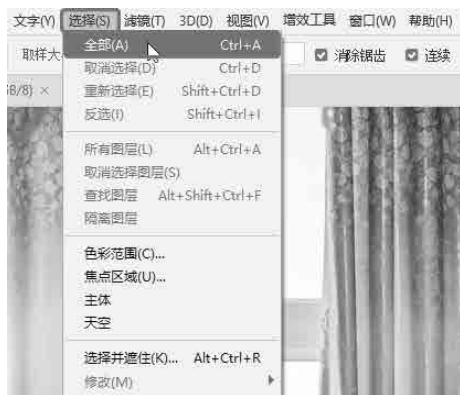 文字(Y) 选择(S) 滤镜(T) 3D(D) 视图(V) 增效工具 窗口(W) 帮助(H)
取样大 消除锯齿 连续
全部(A) Ctrl+A
取消选择(D) Ctrl+D
重新选择(E) Shift+Ctrl+D
/8) ×
反选(I) Shift+Ctrl+I
所有图层(L) Alt+Ctrl+A
取消选择图层(S)
查找图层 Alt+Shift+Ctrl+F
隔离图层
色彩范围(C)...
焦点区域(U)...
主体
天空
选择并遮住(K)... Alt+Ctrl+R
修改(M)